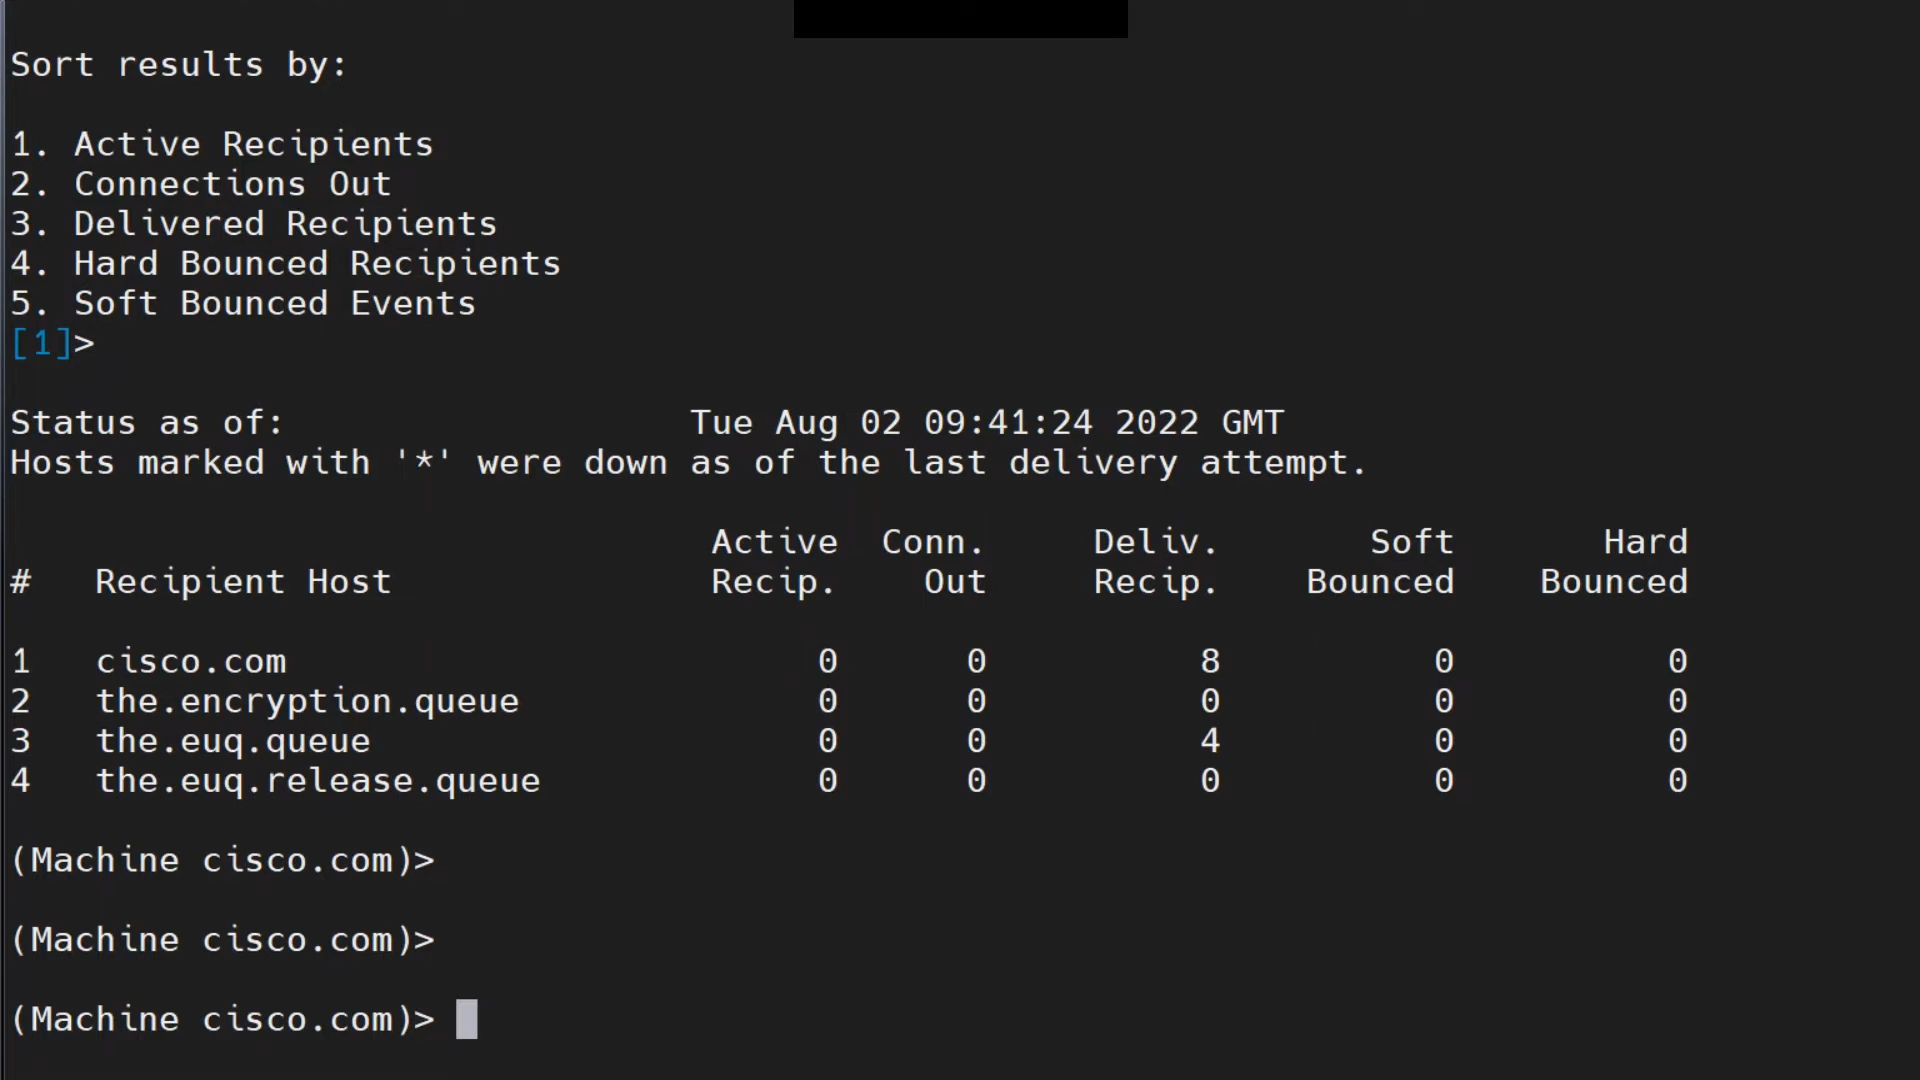 Sort results by:
1. Active Recipients
2. Connections Out
3. Delivered Recipients
4. Hard Bounced Recipients
5. Soft Bounced Events
[1]>
Status as of: Tue Aug 02 09:41:24 2022 GMT
Hosts marked with '*' were down as of the last delivery attempt.
Active Conn. Deliv. Soft Hard
# Recipient Host Recip. Out Recip. Bounced Bounced
1 cisco.com 0 0 8 0 0
2 the.encryption.queue 0 0 0 0 0
3 the.euq.queue 0 0 4 0 0
4 the.euq.release.queue 0 0 0 0 0
(Machine cisco.com)>
(Machine cisco.com)>
(Machine cisco.com)>